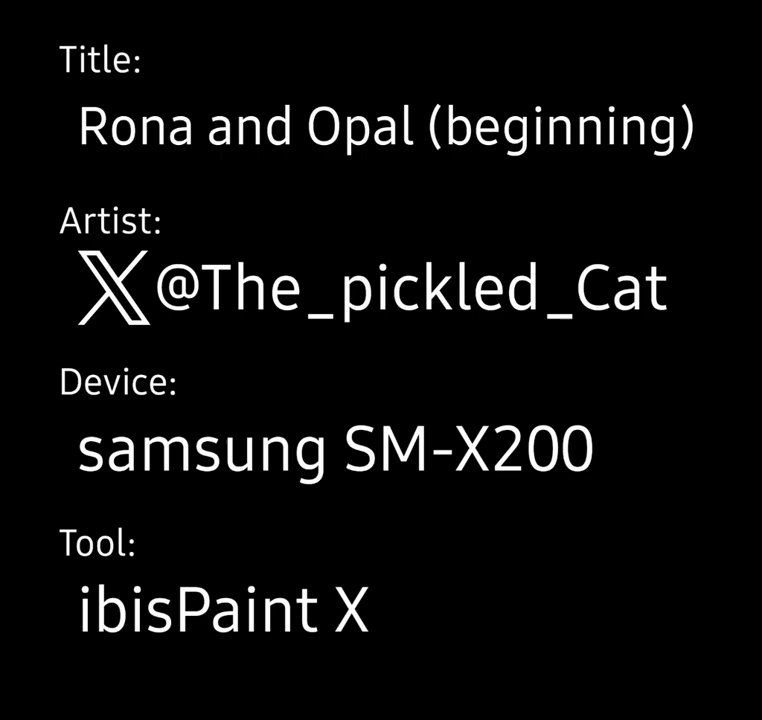 Title:
Rona and Opal (beginning)
Artist:
@The_pickled_Cat
Device:
samsung SM-X200
Tool:
ibisPaint X